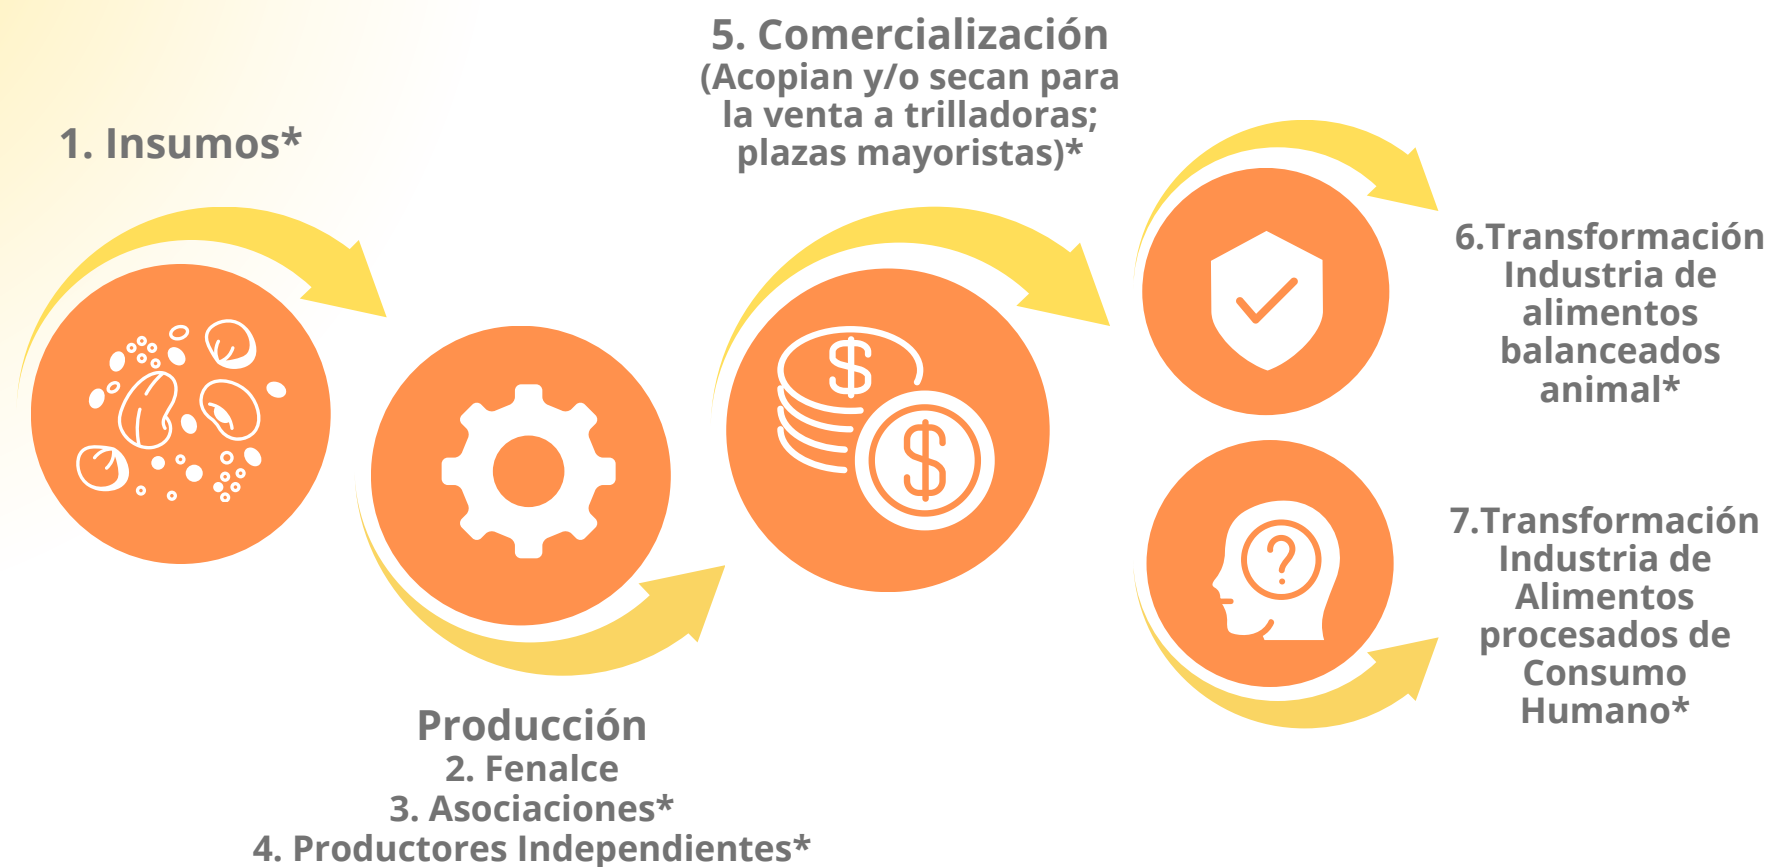 1. Insumos*
Producción
2. Fenalce
3. Asociaciones*
4. Productores Independientes*
5. Comercialización
(Acopian y/o secan para
la venta a trilladoras;
plazas mayoristas)*
$
$
6.Transformación
Industria de
alimentos
balanceados
animal*
?
7.Transformación
Industria de
Alimentos
procesados de
Consumo
Humano*